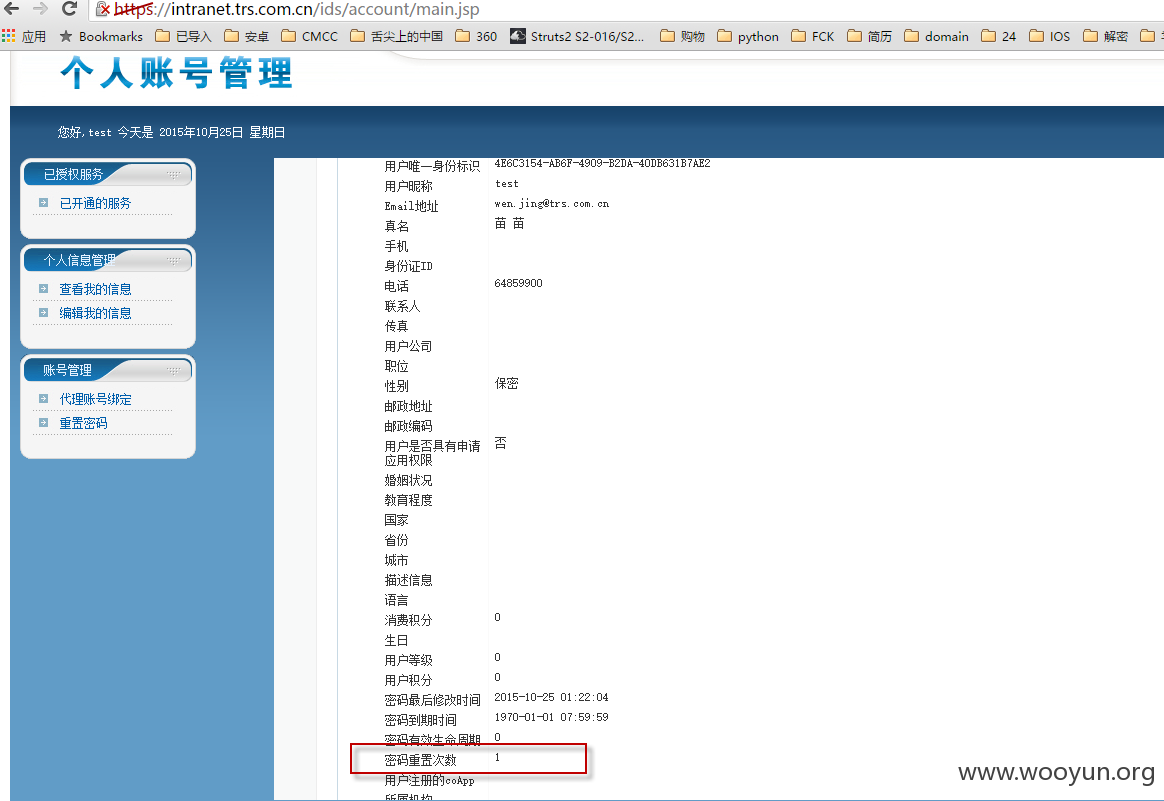 https://intranet.trs.com.cn/ids/account/main.jsp
应用 Bookmarks 已导入 安卓 CMCC 舌尖上的中国 360 Struts2 S2-016/S2... 购物 python FCK 简历 domain 24 IOS 解密
个人账号管理
您好, test 今天是 2015年10月25日 星期日
已授权服务
已开通的服务
个人信息管理
查看我的信息
编辑我的信息
账号管理
代理账号绑定
重置密码
用户唯一身份标识 4E6C3154-AB6F-4909-B2DA-40DB631B7AE2
用户昵称 test
Email地址 wen.jing@trs.com.cn
真名 苗 苗
手机
身份证ID
电话 64859900
联系人
传真
用户公司
职位
性别 保密
邮政地址
邮政编码
用户是否具有申请 否
应用权限
婚姻状况
教育程度
国家
省份
城市
描述信息
语言
消费积分 0
生日
用户等级 0
用户积分 0
密码最后修改时间 2015-10-25 01:22:04
密码到期时间 1970-01-01 07:59:59
密码有效生命周期 0
密码重置次数 1
用户注册的coApp
所属机构
www.wooyun.org